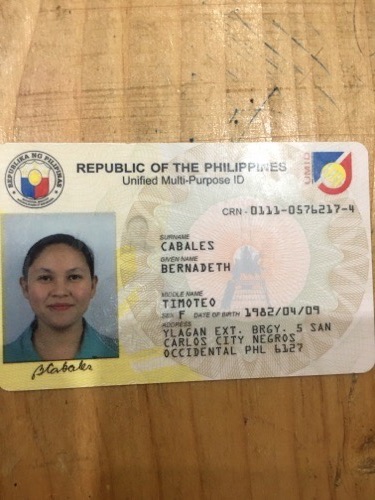 REPUBLIKA NG PILIPINAS
REPUBLIC OF THE PHILIPPINES
Unified Multi-Purpose ID
UMID
CRN - 0111-0576217-4
SURNAME
CABALES
GIVEN NAME
BERNADETH
MIDDLE NAME
TIMOTEO
SEX F DATE OF BIRTH 1982/04/09
ADDRESS
YLAGAN EXT. BRGY. 5 SAN
CARLOS CITY NEGROS
OCCIDENTAL PHL 6127
BCabales